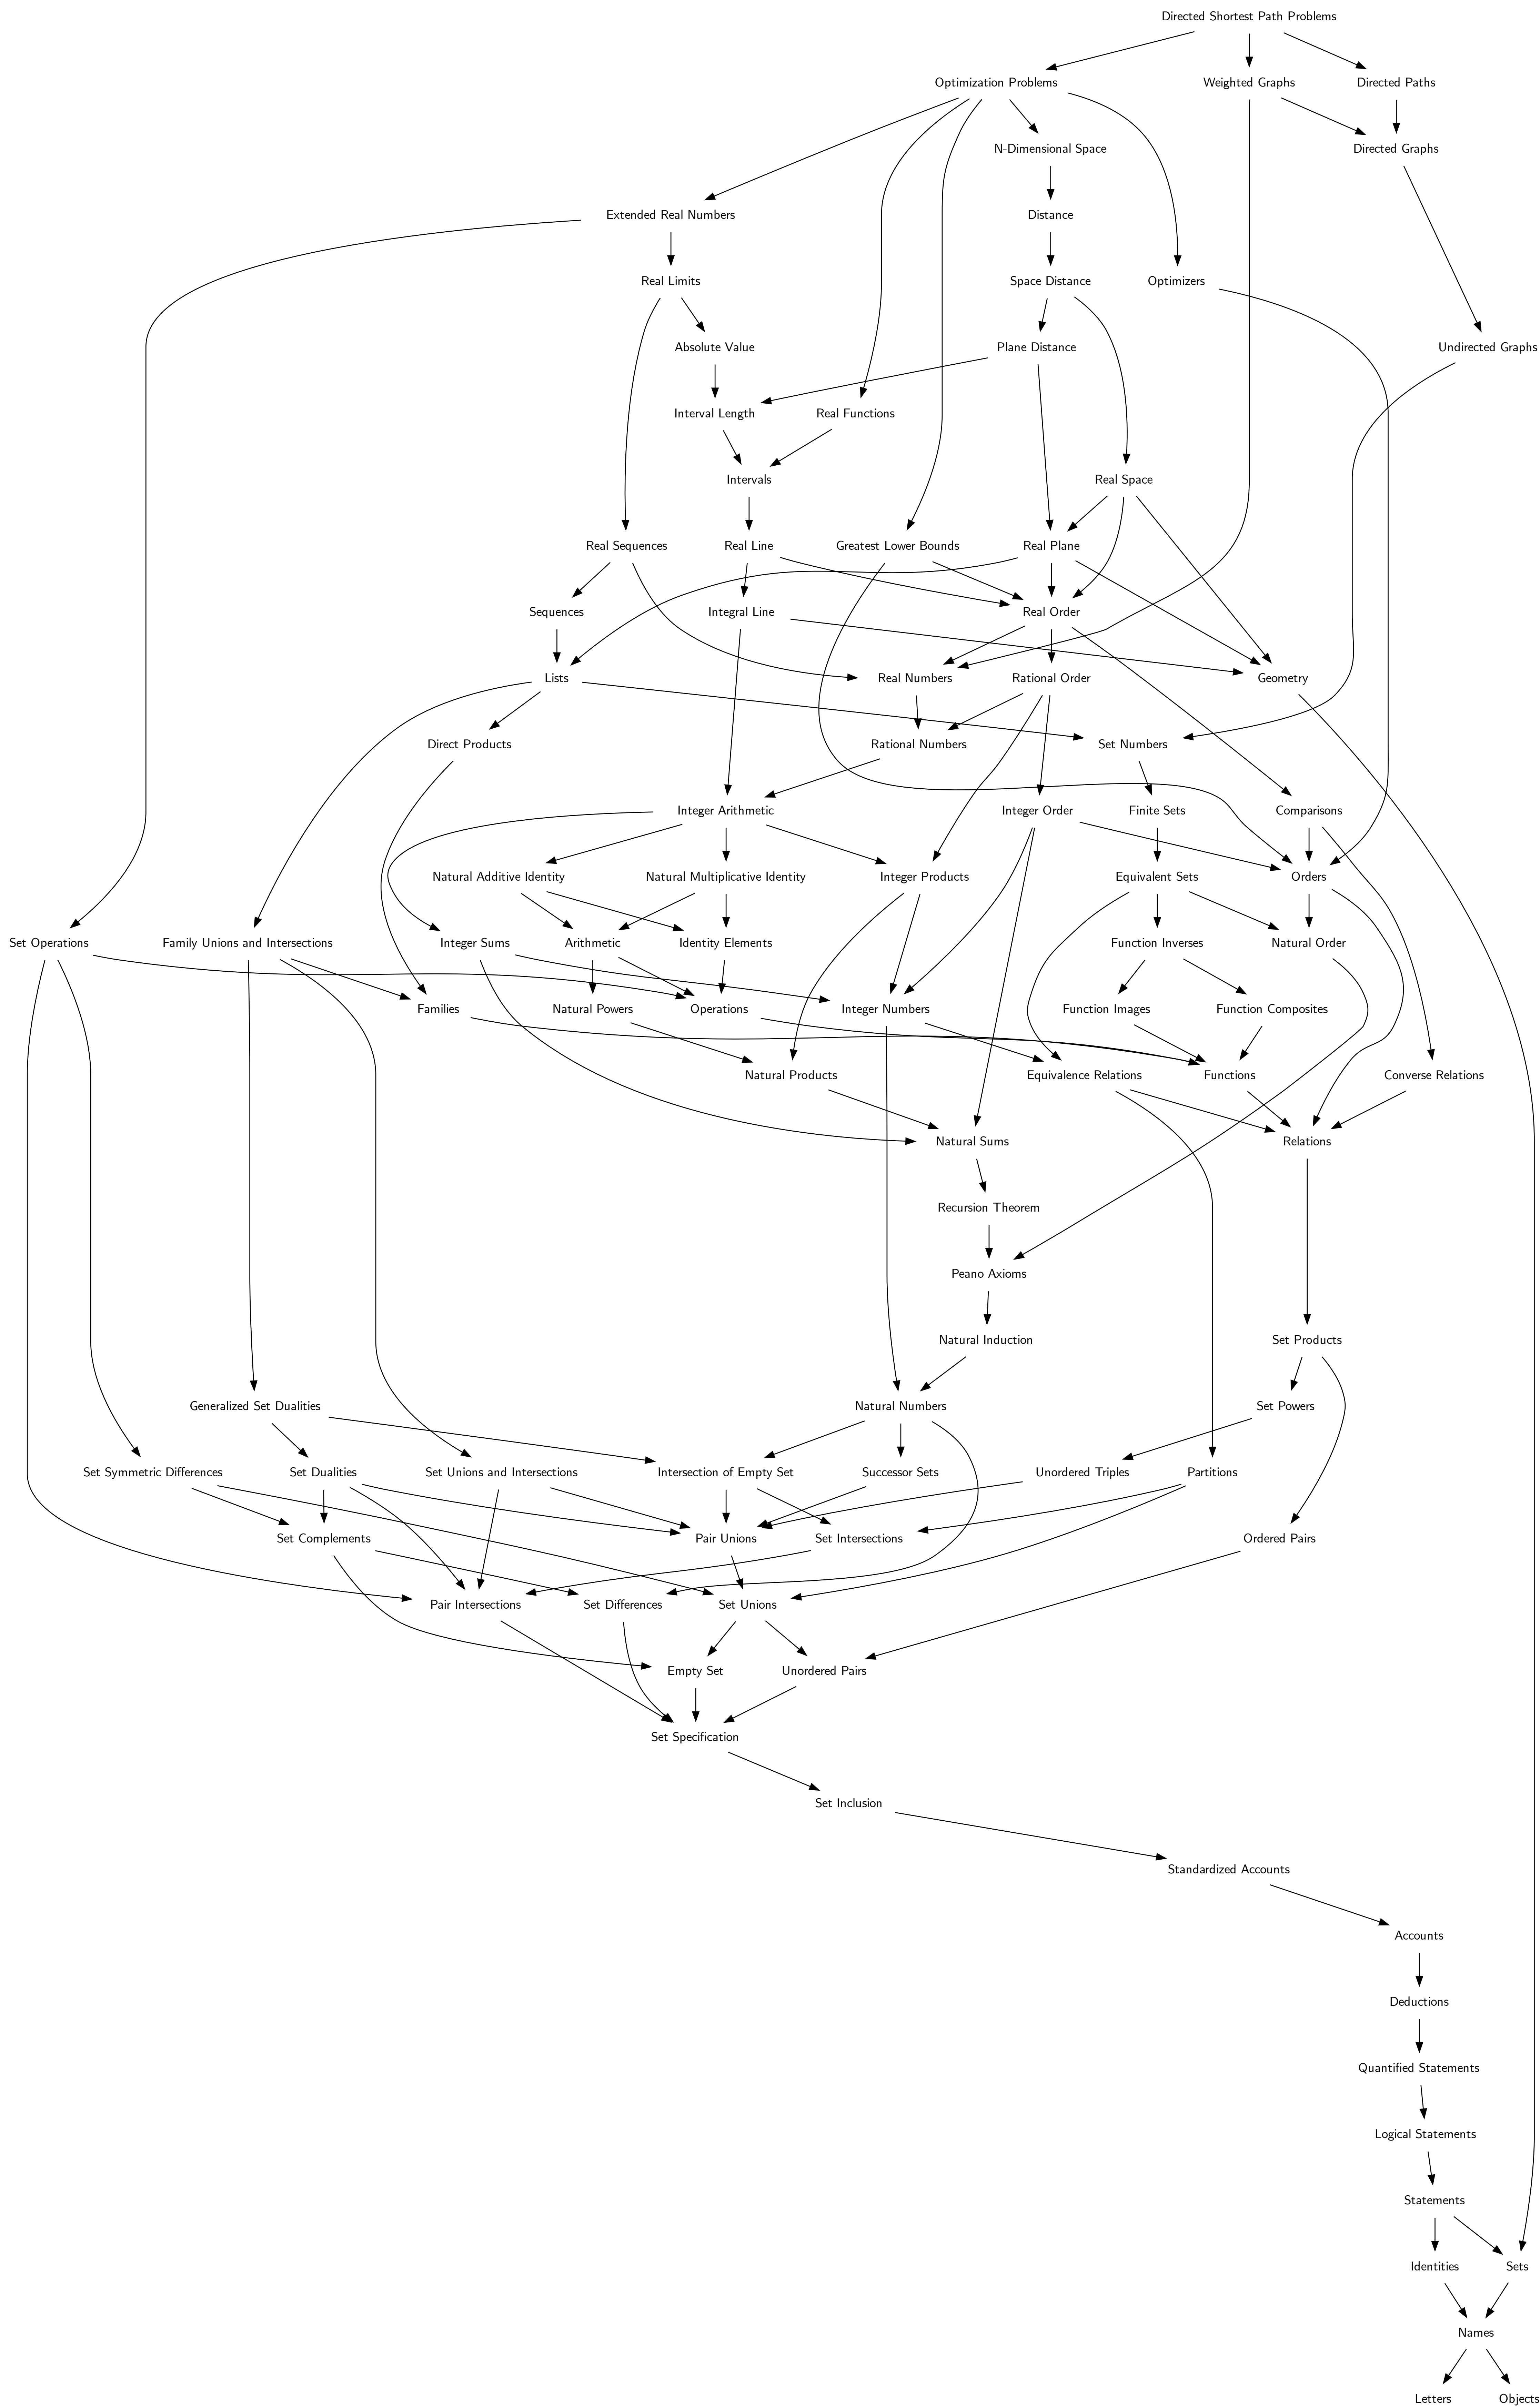 Directed Shortest Path Problems
Optimization Problems
Weighted Graphs
Directed Paths
N-Dimensional Space
Directed Graphs
Extended Real Numbers
Distance
Real Limits
Space Distance
Optimizers
Absolute Value
Plane Distance
Undirected Graphs
Interval Length
Real Functions
Intervals
Real Space
Real Sequences
Real Line
Greatest Lower Bounds
Real Plane
Sequences
Integral Line
Real Order
Lists
Real Numbers
Rational Order
Geometry
Direct Products
Rational Numbers
Set Numbers
Integer Arithmetic
Integer Order
Finite Sets
Comparisons
Natural Additive Identity
Natural Multiplicative Identity
Integer Products
Equivalent Sets
Orders
Set Operations
Family Unions and Intersections
Integer Sums
Arithmetic
Identity Elements
Function Inverses
Natural Order
Families
Natural Powers
Operations
Integer Numbers
Function Images
Function Composites
Natural Products
Equivalence Relations
Functions
Converse Relations
Natural Sums
Relations
Recursion Theorem
Peano Axioms
Natural Induction
Set Products
Generalized Set Dualities
Natural Numbers
Set Powers
Set Symmetric Differences
Set Dualities
Set Unions and Intersections
Intersection of Empty Set
Successor Sets
Unordered Triples
Partitions
Set Complements
Pair Unions
Set Intersections
Ordered Pairs
Pair Intersections
Set Differences
Set Unions
Empty Set
Unordered Pairs
Set Specification
Set Inclusion
Standardized Accounts
Accounts
Deductions
Quantified Statements
Logical Statements
Statements
Identities
Sets
Names
Letters
Objects